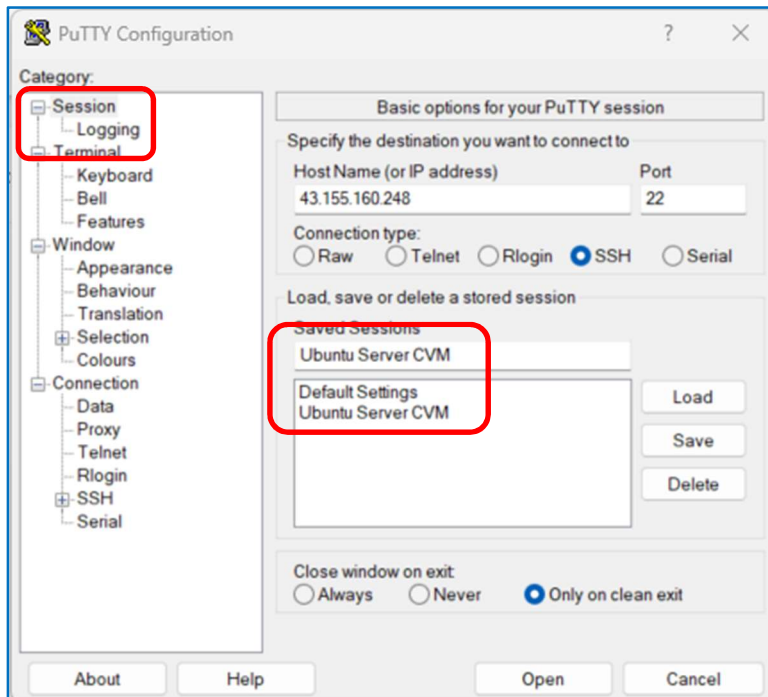 PuTTY Configuration
?
Category:
Session
Logging
Terminal
Keyboard
Bell
Features
Window
Appearance
Behaviour
Translation
Selection
Colours
Connection
Data
Proxy
Telnet
Rlogin
SSH
Serial
Basic options for your PuTTY session
Specify the destination you want to connect to
Host Name (or IP address) Port
43.155.160.248 22
Connection type:
Raw Telnet Rlogin SSH Serial
Load, save or delete a stored session
Saved Sessions
Ubuntu Server CVM
Default Settings
Ubuntu Server CVM
Load
Save
Delete
Close window on exit:
Always Never Only on clean exit
About Help Open Cancel